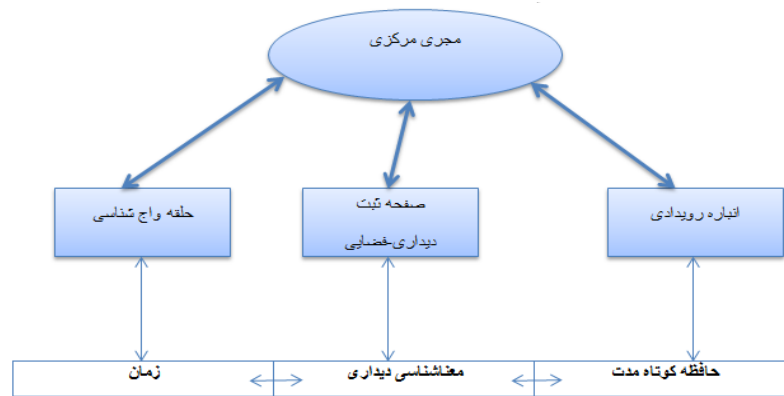 مجری مرکزی
انباره رویدادی
صفحه ثبت
دیداری-فضایی
حلقه واج شناسی
حافظه کوتاه مدت
معناشناسی دیداری
زمان